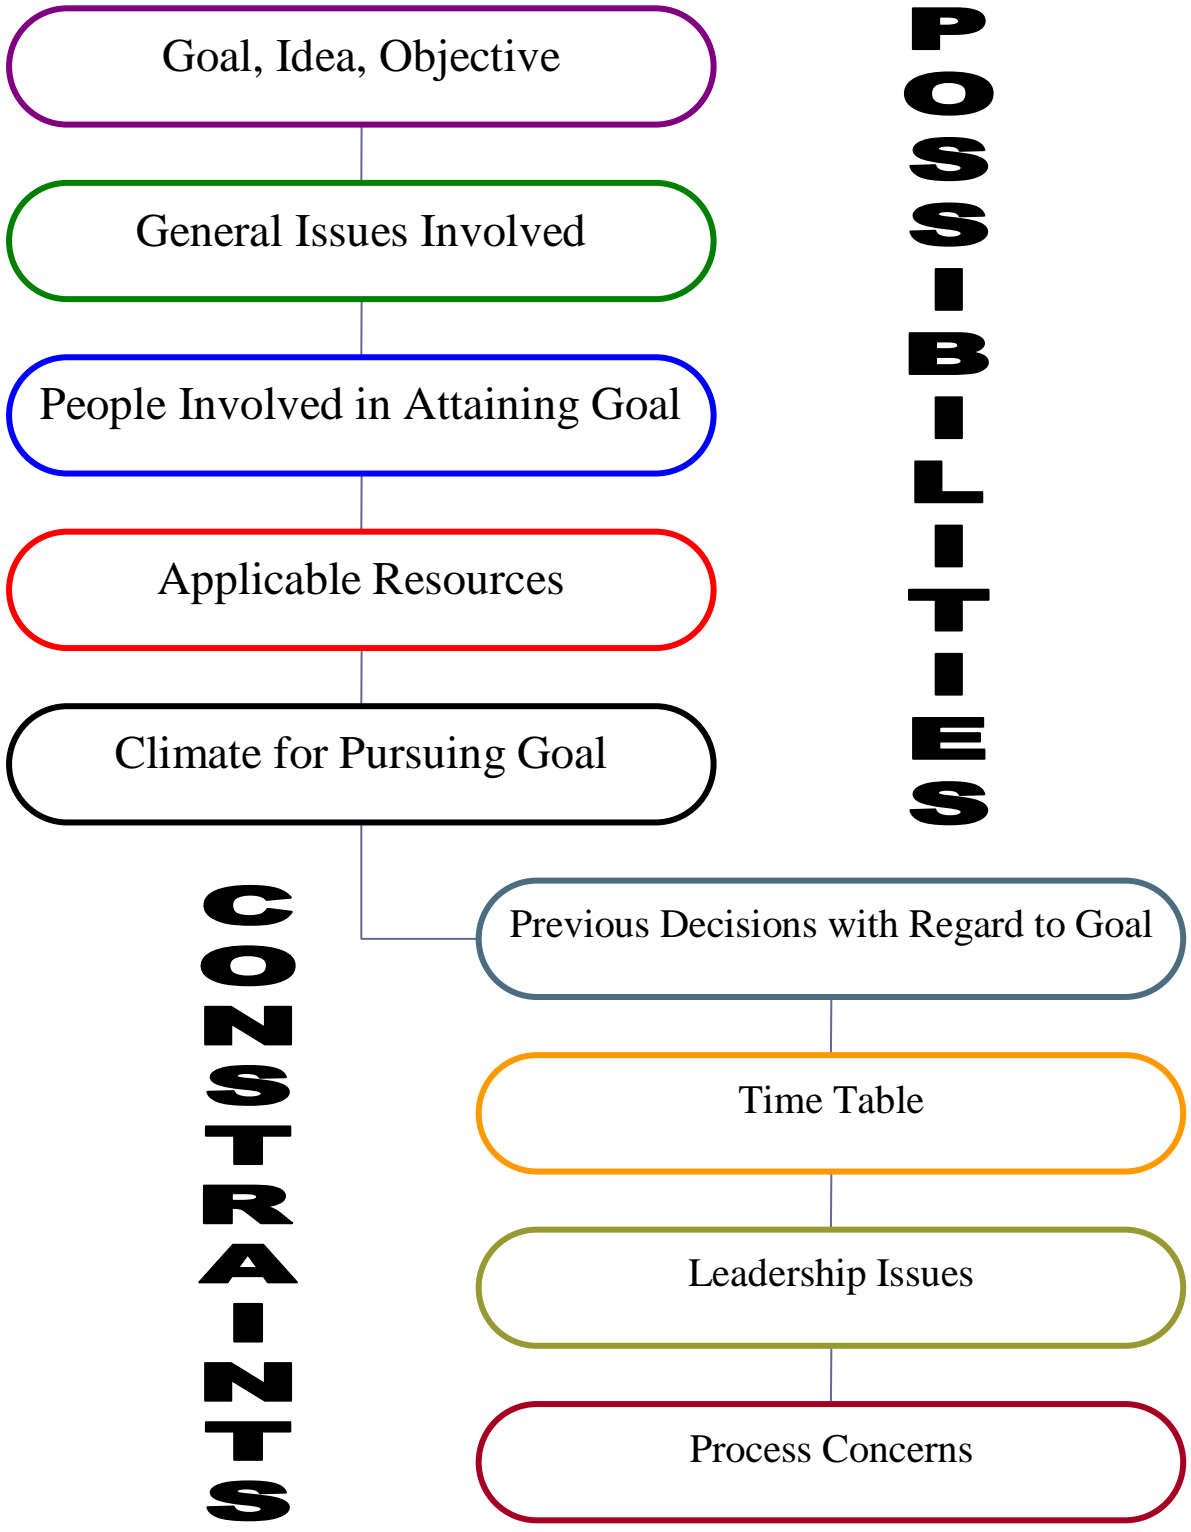 Goal, Idea, Objective
General Issues Involved
People Involved in Attaining Goal
Applicable Resources
Climate for Pursuing Goal
POSSIBILITIES
CONSTRAINTS
Previous Decisions with Regard to Goal
Time Table
Leadership Issues
Process Concerns